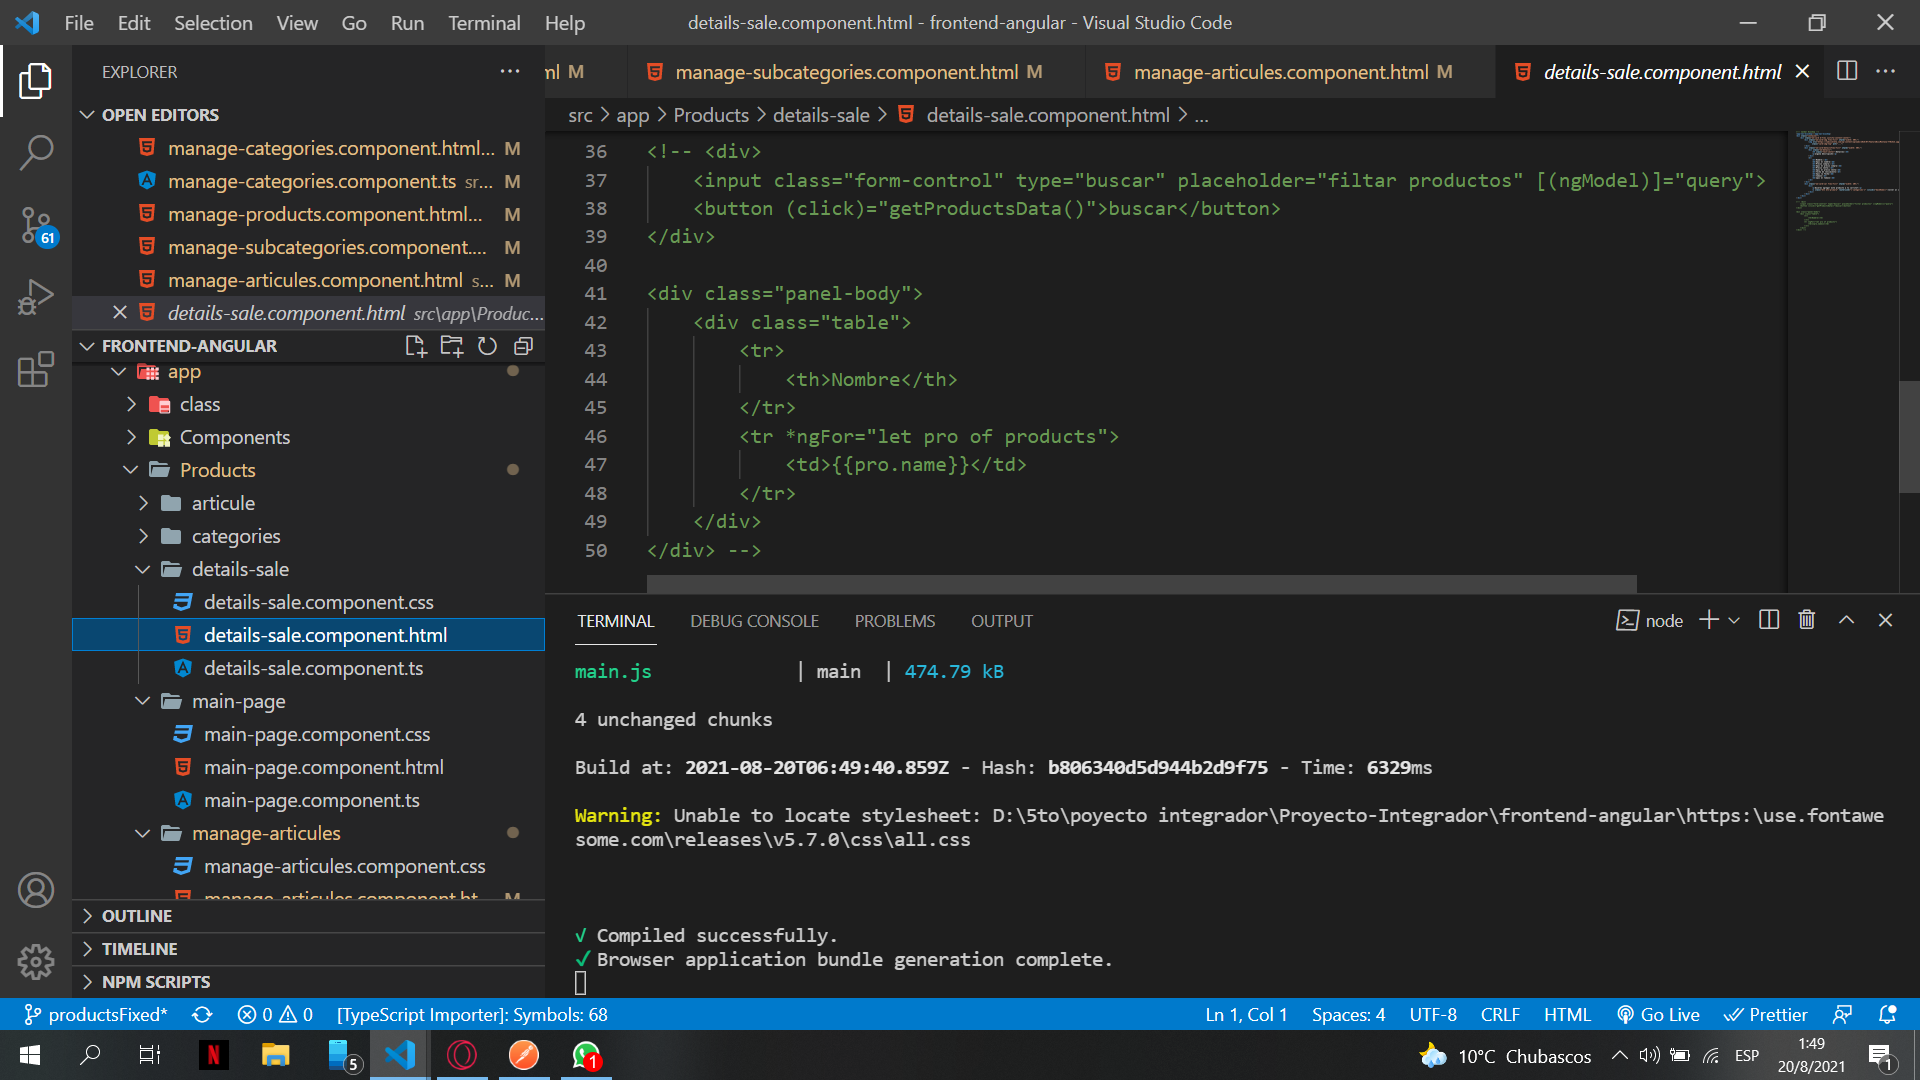 File Edit Selection View Go Run Terminal Help
details-sale.component.html - frontend-angular - Visual Studio Code
EXPLORER
OPEN EDITORS
manage-categories.component.html... M
manage-categories.component.ts sr... M
manage-products.component.html... M
manage-subcategories.component.... M
manage-articules.component.html s... M
details-sale.component.html src\app\Produc...
FRONTEND-ANGULAR
app
class
Components
Products
articule
categories
details-sale
details-sale.component.css
details-sale.component.html
details-sale.component.ts
main-page
main-page.component.css
main-page.component.html
main-page.component.ts
manage-articules
manage-articules.component.css
manage-articules.component.ht... M
OUTLINE
TIMELINE
NPM SCRIPTS
61
ml M
manage-subcategories.component.html M
manage-articules.component.html M
details-sale.component.html
src > app > Products > details-sale > details-sale.component.html > ...
36 <!-- <div>
37 <input class="form-control" type="buscar" placeholder="filtar productos" [(ngModel)]="query">
38 <button (click)="getProductsData()">buscar</button>
39 </div>
40
41 <div class="panel-body">
42 <div class="table">
43 <tr>
44 <th>Nombre</th>
45 </tr>
46 <tr *ngFor="let pro of products">
47 <td>{{pro.name}}</td>
48 </tr>
49 </div>
50 </div> -->
TERMINAL DEBUG CONSOLE PROBLEMS OUTPUT
node
main.js | main | 474.79 kB
4 unchanged chunks
Build at: 2021-08-20T06:49:40.859Z - Hash: b806340d5d944b2d9f75 - Time: 6329ms
Warning: Unable to locate stylesheet: D:\5to\poyecto integrador\Proyecto-Integrador\frontend-angular\https:\use.fontawe
some.com\releases\v5.7.0\css\all.css
√ Compiled successfully.
✓ Browser application bundle generation complete.
productsFixed* 0 0 [TypeScript Importer]: Symbols: 68
Ln 1, Col 1 Spaces: 4 UTF-8 CRLF HTML Go Live Prettier
N 5 1
10°C Chubascos ESP
1:49
20/8/2021
1